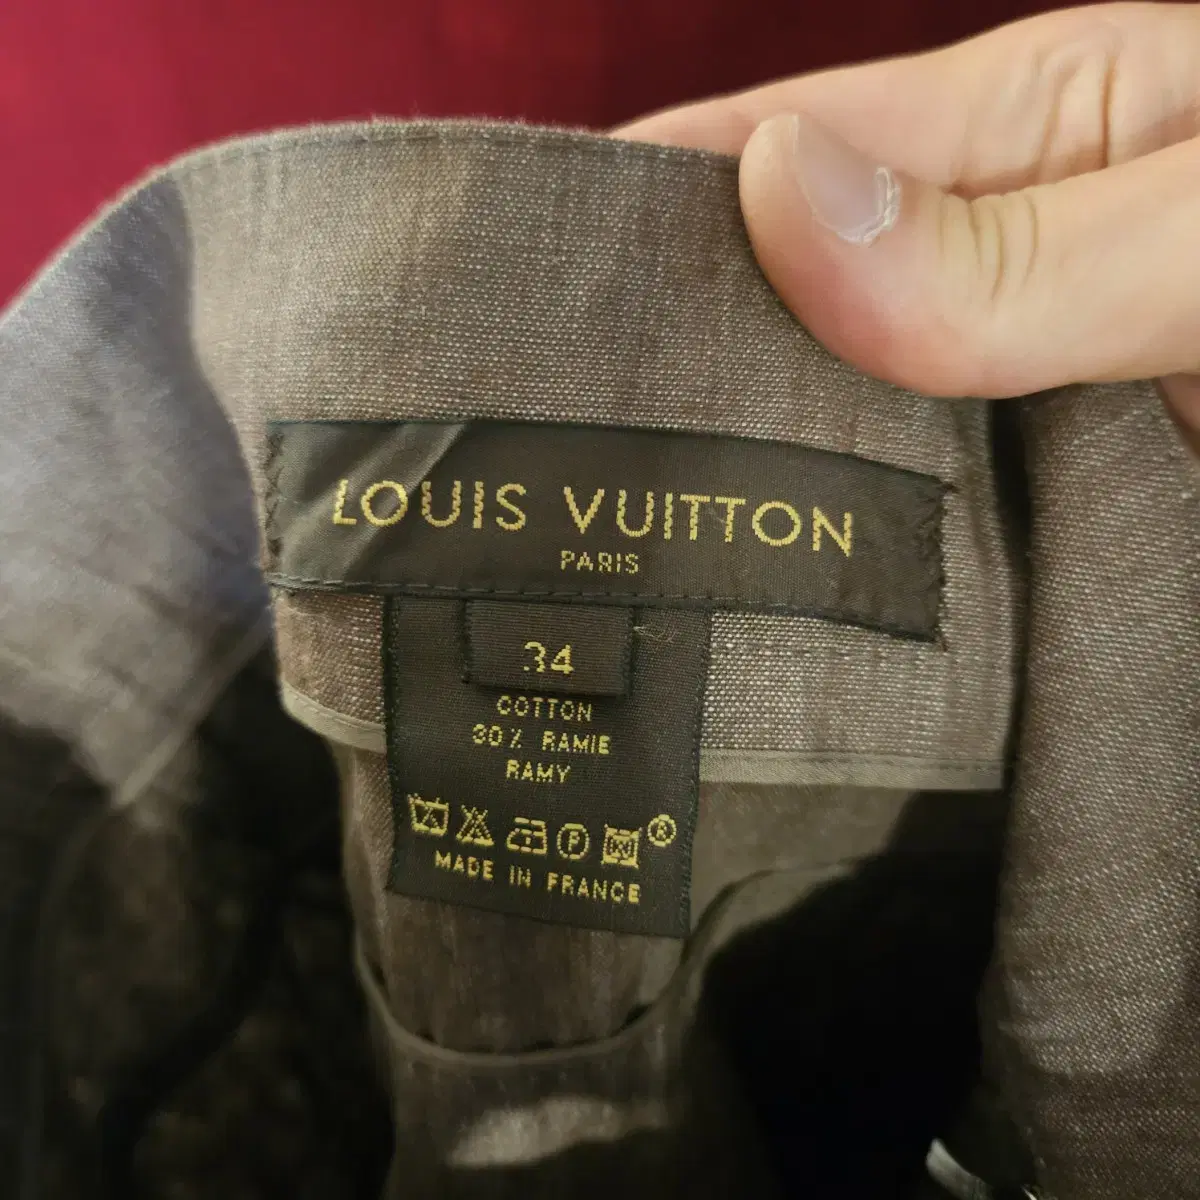 LOUIS VUITTON
PARIS
34
COTTON
30% RAMIE
RAMY
P
®
MADE IN FRANCE